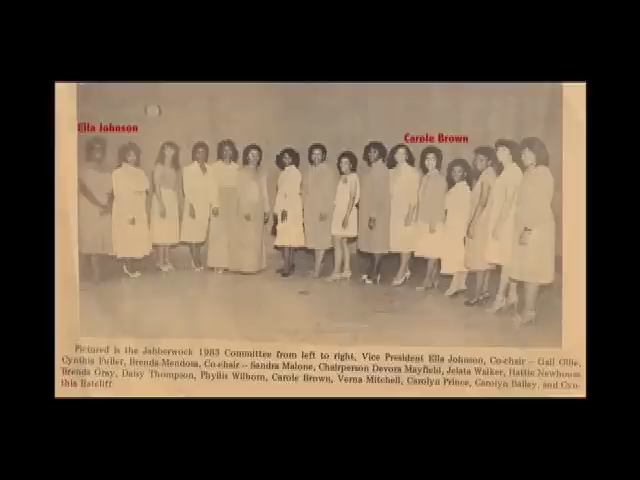 Ella Johnson
Carole Brown
Pictured is the Jabberwock 1983 Committee from left to right, Vice President Ella Johnson, Co-chair -- Gail Ollie,
Cynthia Fuller, Brenda Mendosa, Co-chair -- Sandra Malone, Chairperson Devora Mayfield, Jelata Walker, Hattie Newhouse
Brenda Gray, Daisy Thompson, Phyllis Wilborn, Carole Brown, Verna Mitchell, Carolyn Prince, Carolyn Bailey, and Cyn-
thia Ratcliff